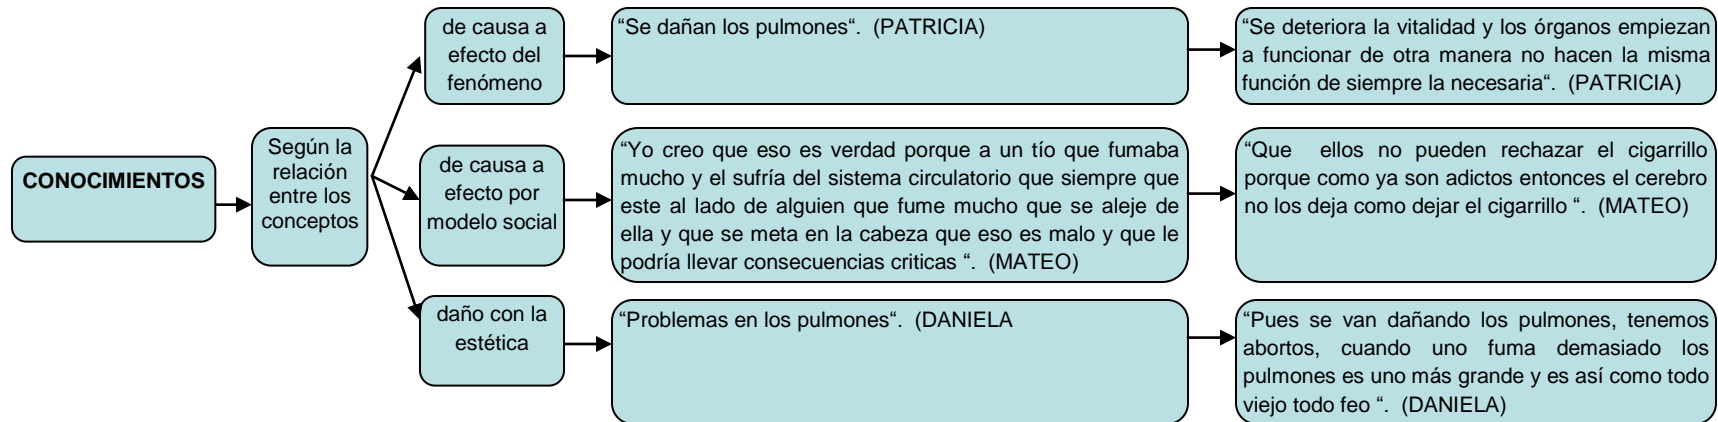 CONOCIMIENTOS
Según la
relación
entre los
conceptos
de causa a
efecto del
fenómeno
“Se dañan los pulmones“. (PATRICIA)
“Se deteriora la vitalidad y los órganos empiezan
a funcionar de otra manera no hacen la misma
función de siempre la necesaria“. (PATRICIA)
de causa a
efecto por
modelo social
“Yo creo que eso es verdad porque a un tío que fumaba
mucho y el sufría del sistema circulatorio que siempre que
este al lado de alguien que fume mucho que se aleje de
ella y que se meta en la cabeza que eso es malo y que le
podría llevar consecuencias criticas “. (MATEO)
“Que ellos no pueden rechazar el cigarrillo
porque como ya son adictos entonces el cerebro
no los deja como dejar el cigarrillo “. (MATEO)
daño con la
estética
“Problemas en los pulmones“. (DANIELA
“Pues se van dañando los pulmones, tenemos
abortos, cuando uno fuma demasiado los
pulmones es uno más grande y es así como todo
viejo todo feo “. (DANIELA)